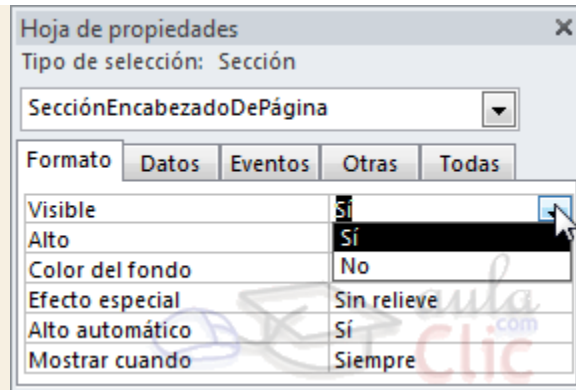 Hoja de propiedades
Tipo de selección: Sección
SecciónEncabezadoDePágina
Formato Datos Eventos Otras Todas
Visible Sí
Alto Sí
Color del fondo No
Efecto especial Sin relieve
Alto automático Sí
Mostrar cuando Siempre
aula
Clic .com